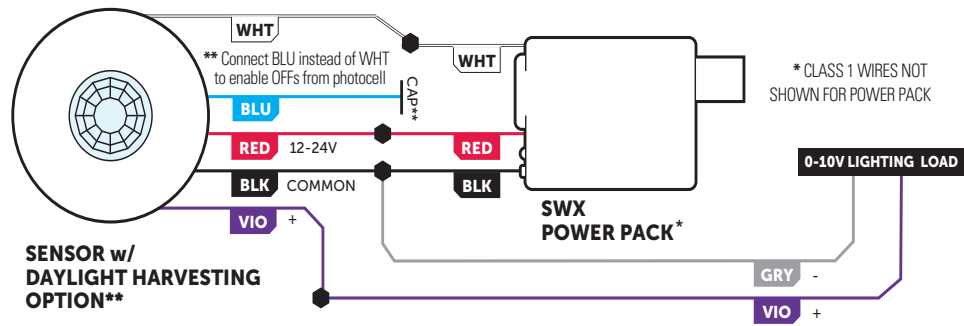 WHT
** Connect BLU instead of WHT
to enable OFFs from photocell
WHT
CAP**
BLU
RED 12-24V RED
BLK COMMON BLK
VIO +
SENSOR w/
DAYLIGHT HARVESTING
OPTION**
SWX
POWER PACK*
* CLASS 1 WIRES NOT
SHOWN FOR POWER PACK
0-10V LIGHTING LOAD
GRY -
VIO +